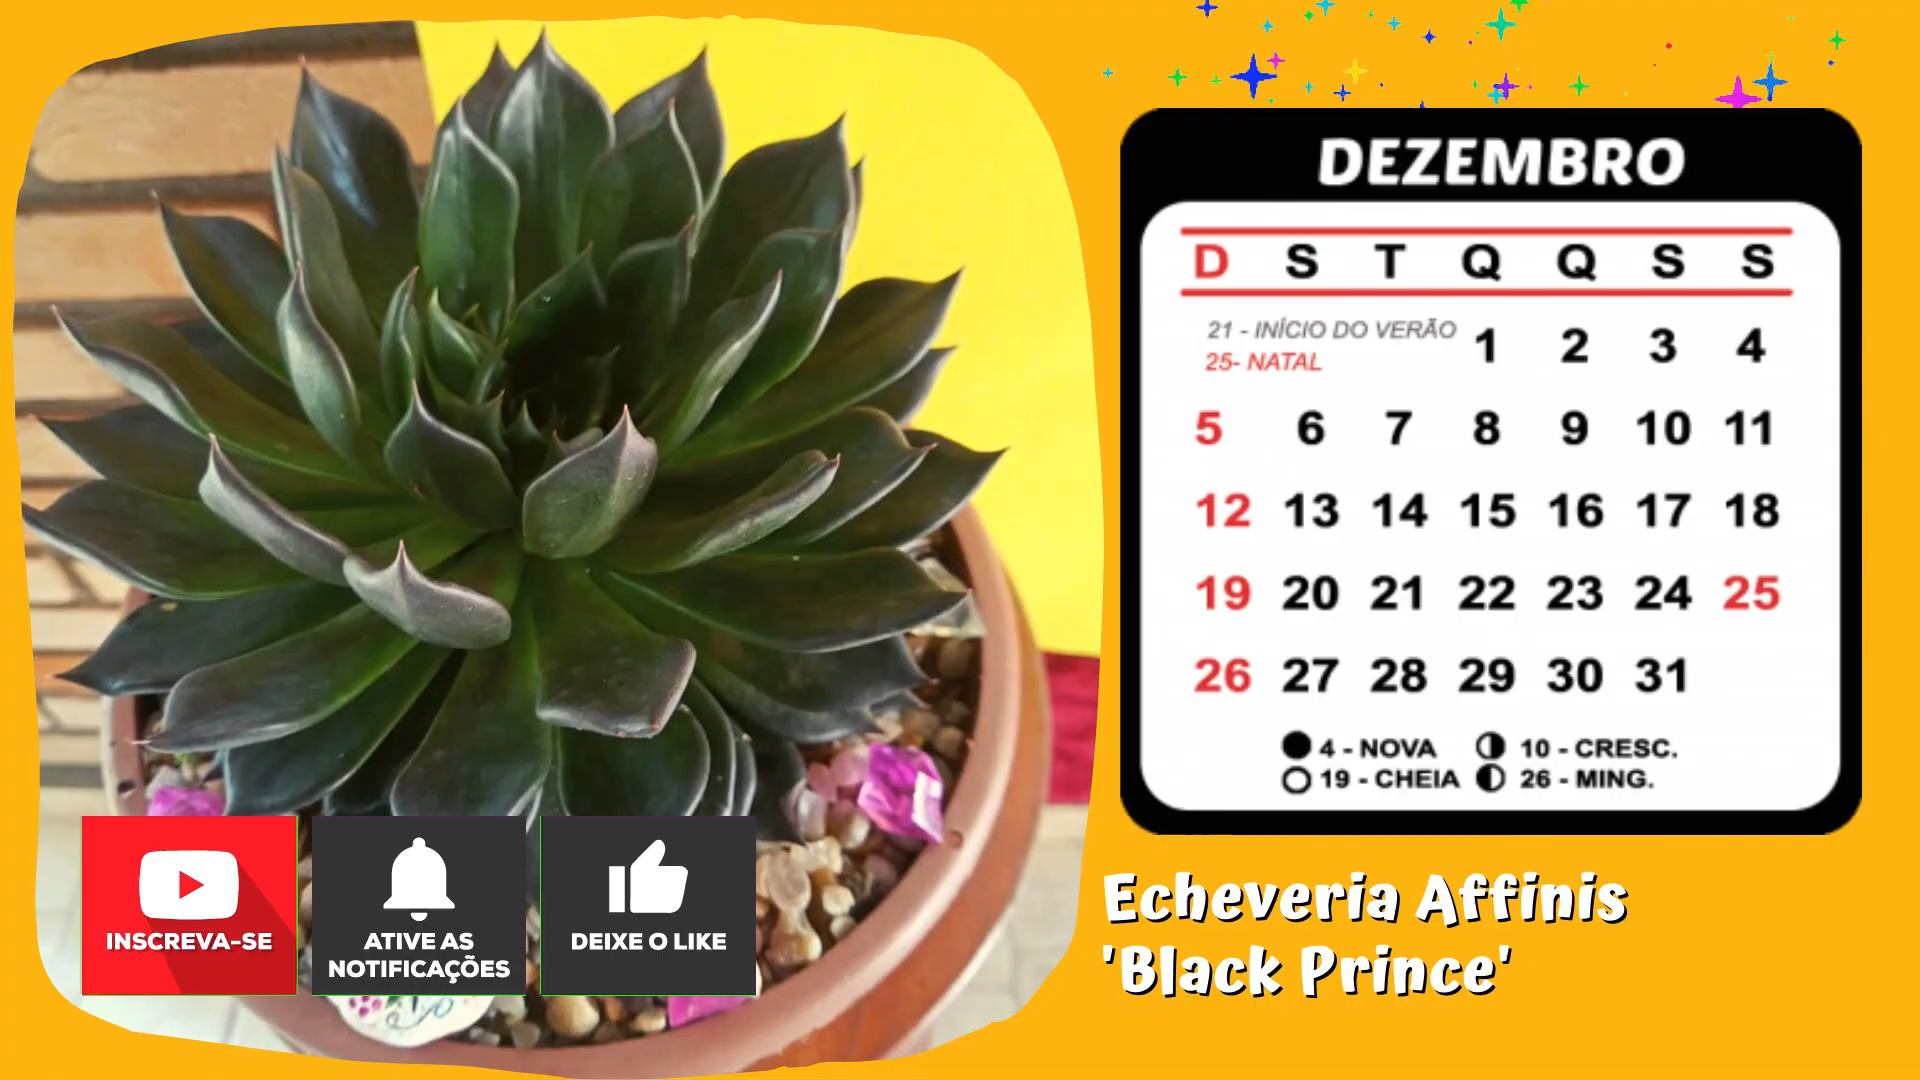 DEZEMBRO
D S T Q Q S S
21 - INÍCIO DO VERÃO
25- NATAL
1 2 3 4
5 6 7 8 9 10 11
12 13 14 15 16 17 18
19 20 21 22 23 24 25
26 27 28 29 30 31
4 - NOVA 10 - CRESC.
19 - CHEIA 26 - MING.
Echeveria Affinis
'Black Prince'
INSCREVA-SE
ATIVE AS
NOTIFICAÇÕES
DEIXE O LIKE